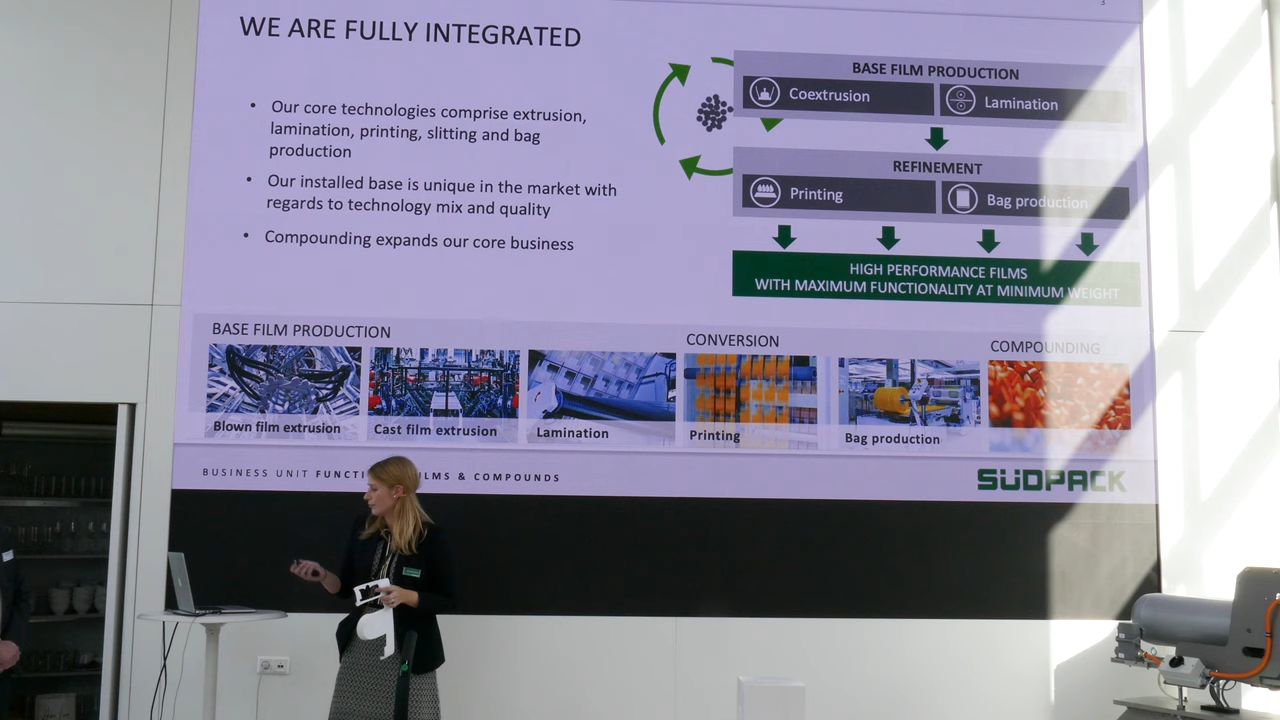 3
WE ARE FULLY INTEGRATED
• Our core technologies comprise extrusion,
lamination, printing, slitting and bag
production
• Our installed base is unique in the market with
regards to technology mix and quality
• Compounding expands our core business
BASE FILM PRODUCTION
Coextrusion
Lamination
REFINEMENT
Printing
Bag production
HIGH PERFORMANCE FILMS
WITH MAXIMUM FUNCTIONALITY AT MINIMUM WEIGHT
BASE FILM PRODUCTION
CONVERSION
COMPOUNDING
Blown film extrusion
Cast film extrusion
Lamination
Printing
Bag production
BUSINESS UNIT FUNCTI ILMS & COMPOUNDS
SÜDPACK